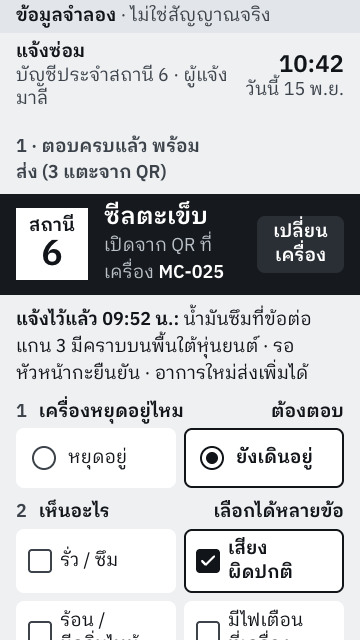 ข้อมูลจำลอง · ไม่ใช่สัญญาณจริง
แจ้งซ่อม
บัญชีประจำสถานี 6 · ผู้แจ้ง
มาลี
10:42
วันนี้ 15 พ.ย.
1 · ตอบครบแล้ว พร้อม
ส่ง (3 แตะจาก QR)
สถานี
6
ซีลตะเข็บ
เปิดจาก QR ที่
เครื่อง MC-025
เปลี่ยน
เครื่อง
แจ้งไว้แล้ว 09:52 น.: น้ำมันซึมที่ข้อต่อ
แกน 3 มีคราบบนพื้นใต้หุ่นยนต์ · รอ
หัวหน้ากะยืนยัน · อาการใหม่ส่งเพิ่มได้
1 เครื่องหยุดอยู่ไหม ต้องตอบ
หยุดอยู่
ยังเดินอยู่
2 เห็นอะไร เลือกได้หลายข้อ
รั่ว / ซึม
เสียง
ผิดปกติ
ร้อน /
มีไฟเตือน